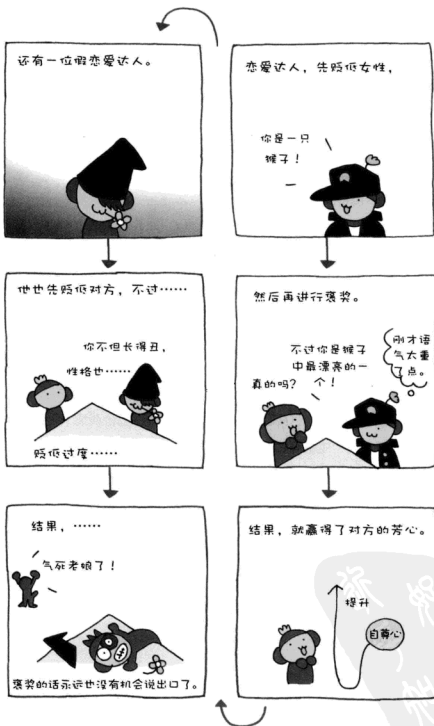 恋爱达人，先贬低女性，
你是一只
猴子！
然后再进行褒奖。
不过你是猴子
中最漂亮的一
个！
真的吗？
刚才语
气太重
了点。
结果，就赢得了对方的芳心。
提升
自尊心
还有一位假恋爱达人。
他也先贬低对方，不过……
你不但长得丑，
性格也……
贬低过度……
结果，……
气死老娘了！
褒奖的话永远也没有机会说出口了。